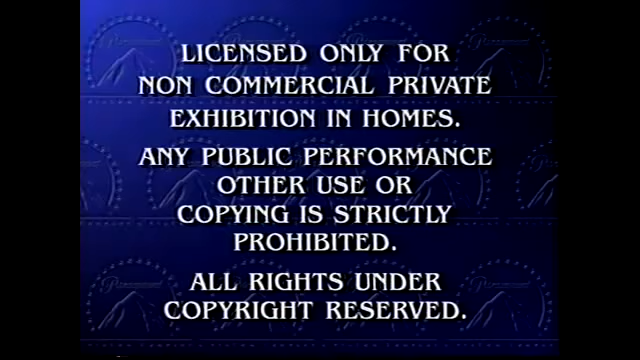 LICENSED ONLY FOR
NON COMMERCIAL PRIVATE
EXHIBITION IN HOMES.
ANY PUBLIC PERFORMANCE
OTHER USE OR
COPYING IS STRICTLY
PROHIBITED.
ALL RIGHTS UNDER
COPYRIGHT RESERVED.